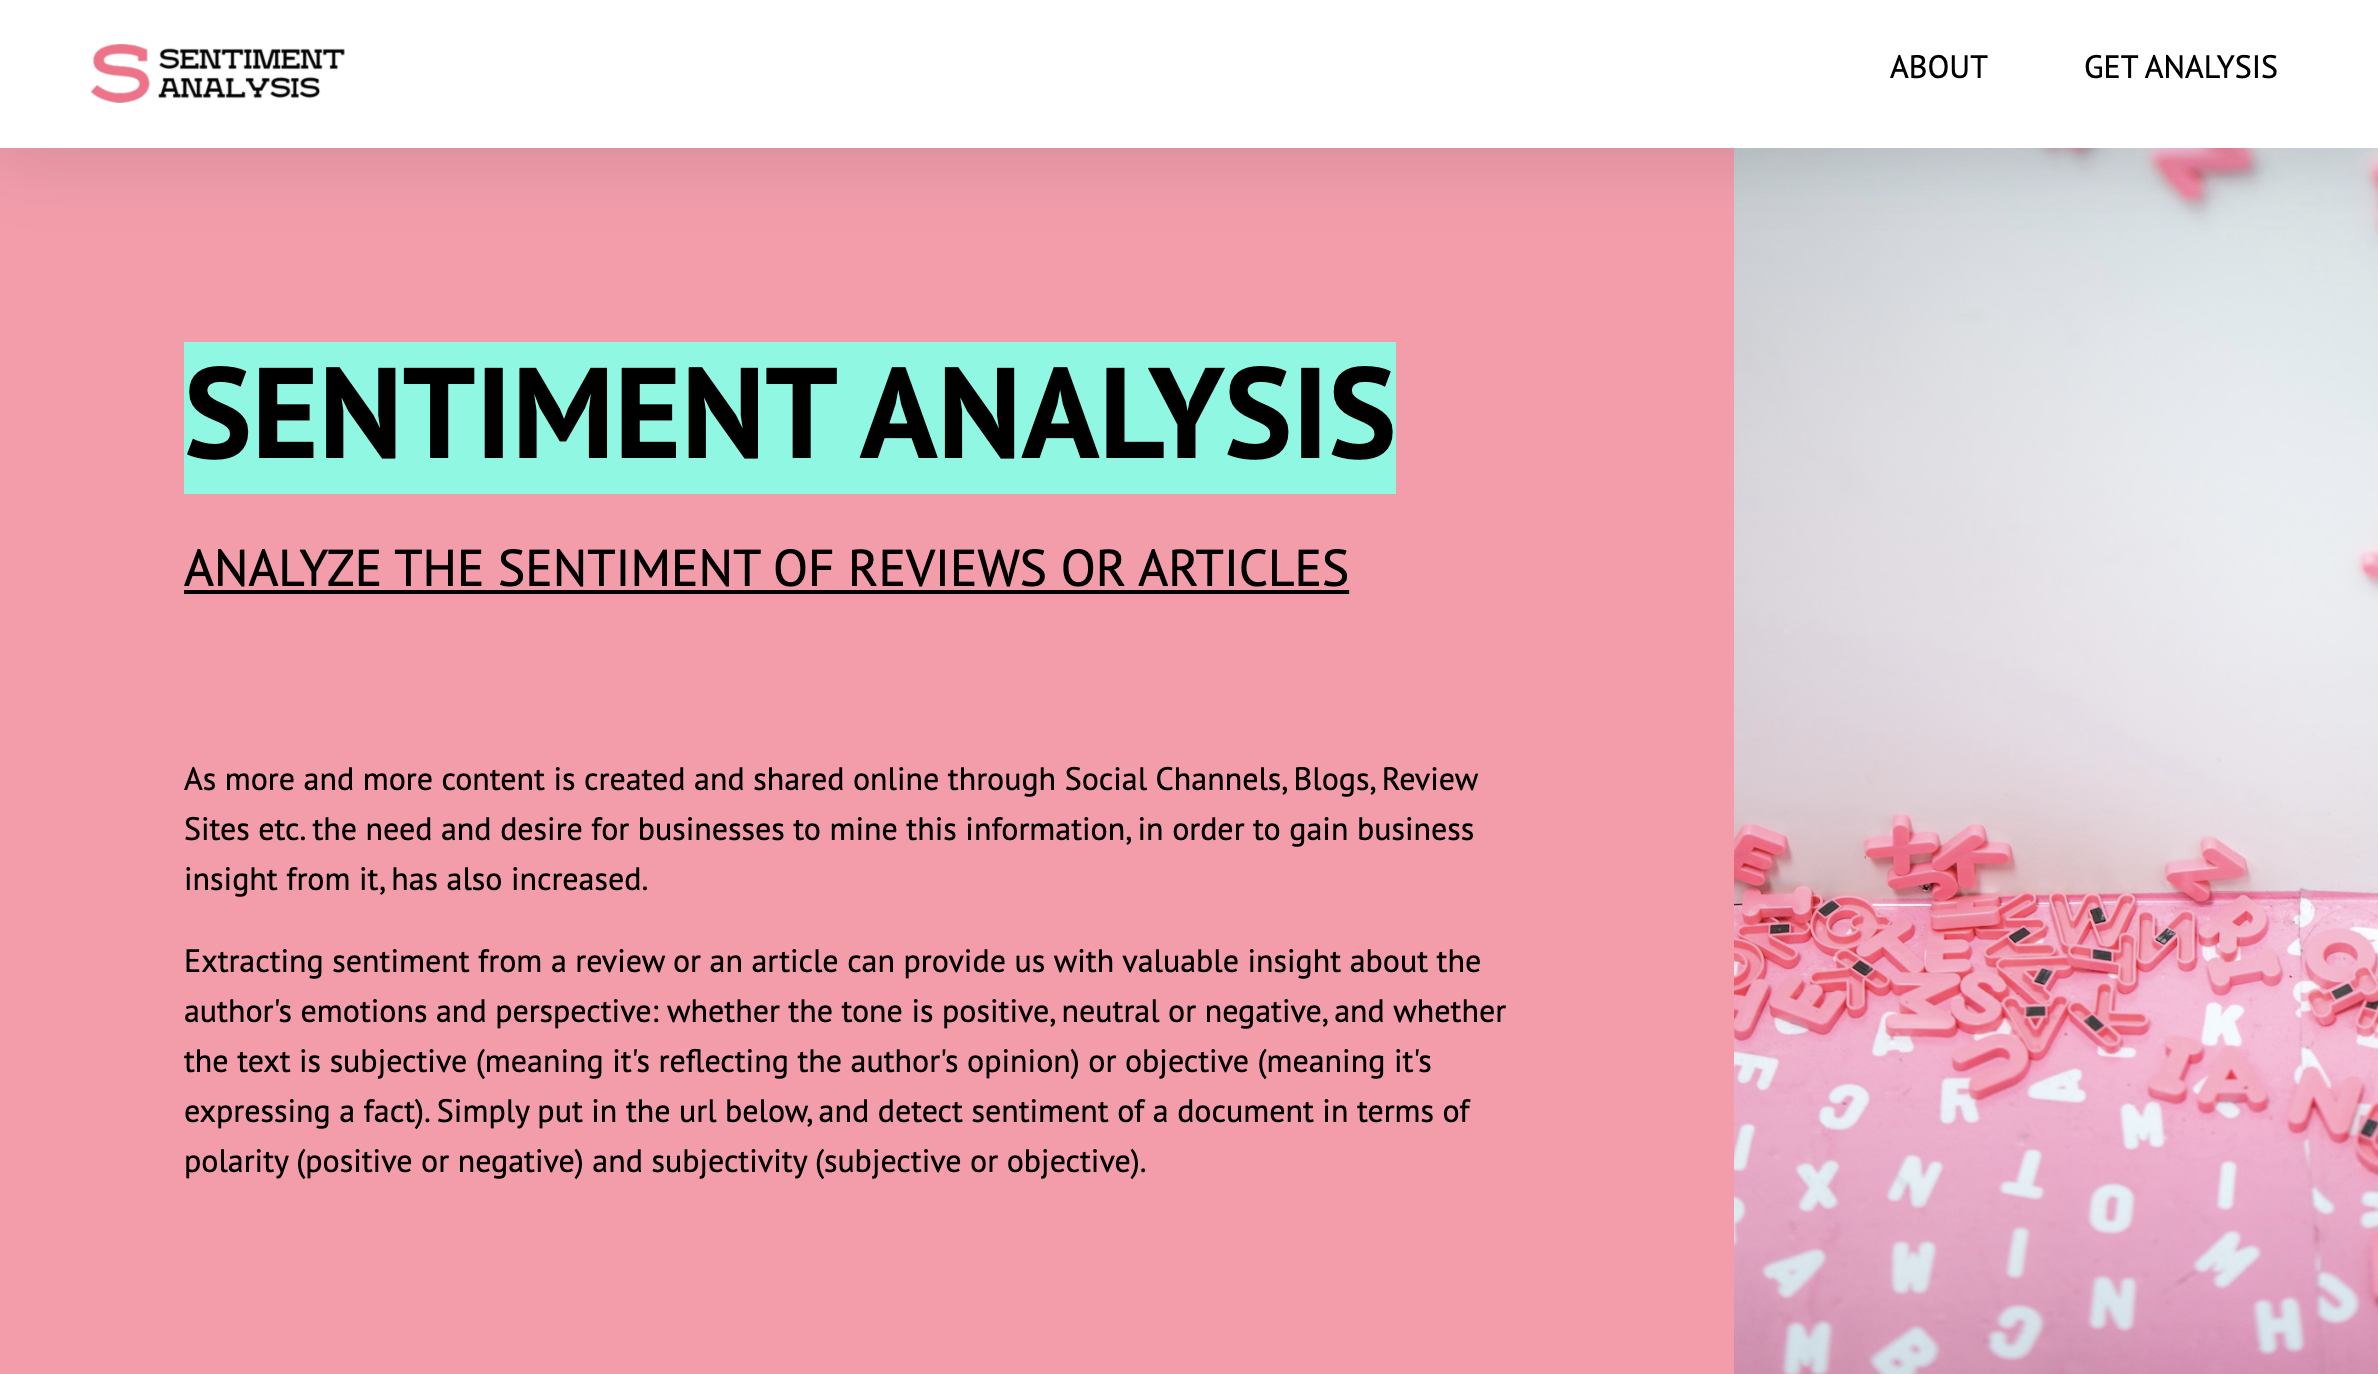 SENTIMENT
ANALYSIS
ABOUT
GET ANALYSIS
SENTIMENT ANALYSIS
ANALYZE THE SENTIMENT OF REVIEWS OR ARTICLES
As more and more content is created and shared online through Social Channels, Blogs, Review
Sites etc. the need and desire for businesses to mine this information, in order to gain business
insight from it, has also increased.
Extracting sentiment from a review or an article can provide us with valuable insight about the
author's emotions and perspective: whether the tone is positive, neutral or negative, and whether
the text is subjective (meaning it's reflecting the author's opinion) or objective (meaning it's
expressing a fact). Simply put in the url below, and detect sentiment of a document in terms of
polarity (positive or negative) and subjectivity (subjective or objective).